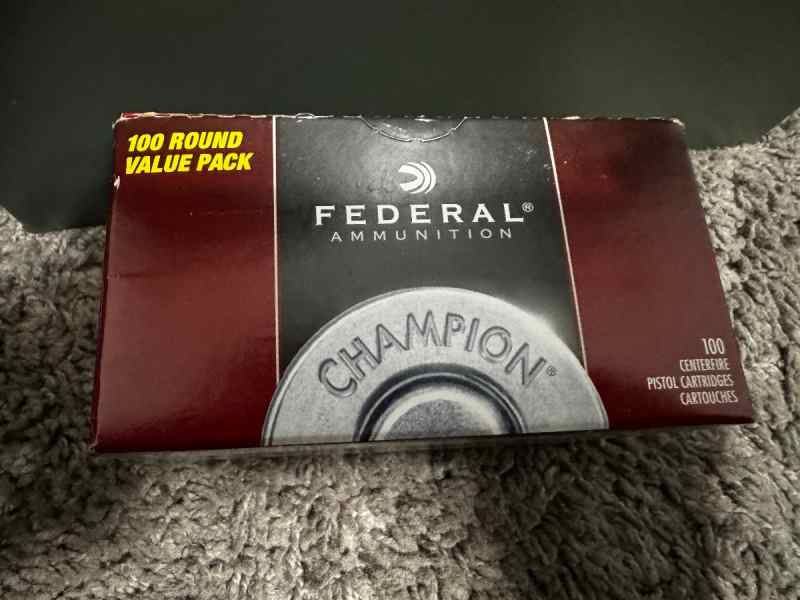 100 ROUND
VALUE PACK
FEDERAL®
AMMUNITION
CHAMPION®
100
CENTERFIRE
PISTOL CARTRIDGES
CARTOUCHES